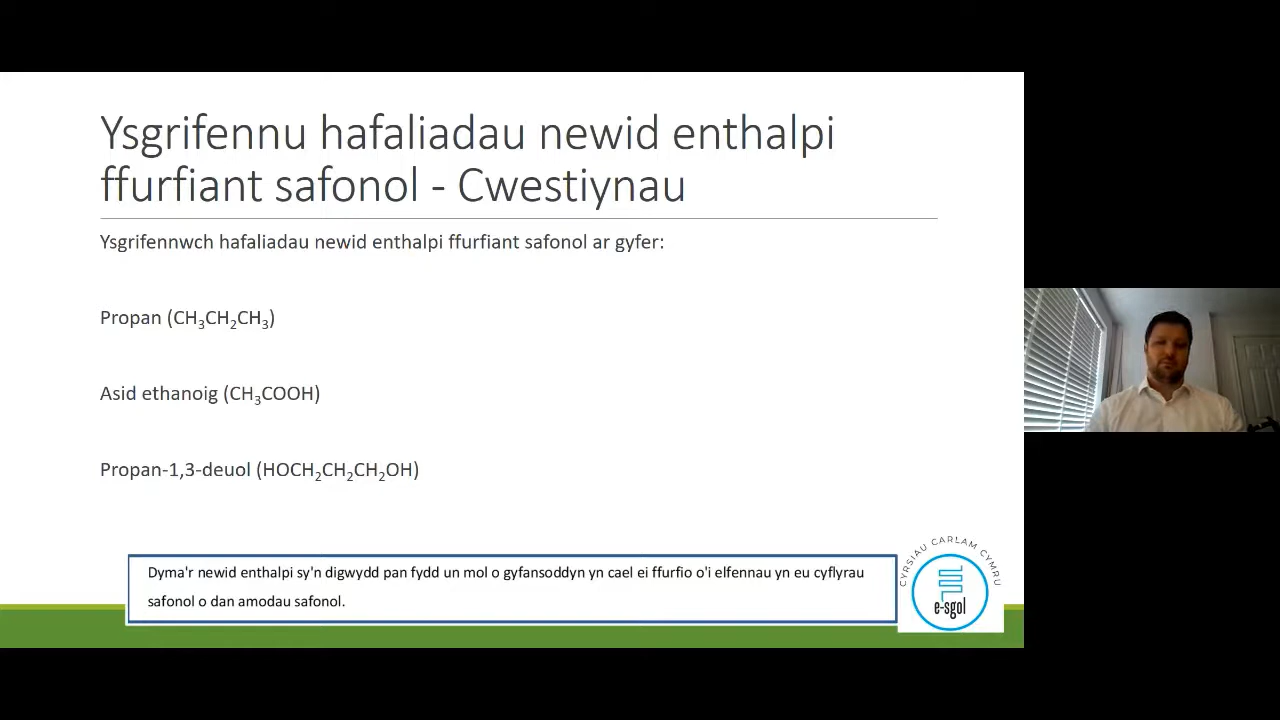 Ysgrifennu hafaliadau newid enthalpi
ffurfiant safonol - Cwestiynau
Ysgrifennwch hafaliadau newid enthalpi ffurfiant safonol ar gyfer:
Propan (CH₃CH₂CH₃)
Asid ethanoig (CH₃COOH)
Propan-1,3-deuol (HOCH₂CH₂CH₂OH)
Dyma'r newid enthalpi sy'n digwydd pan fydd un mol o gyfansoddyn yn cael ei ffurfio o'i elfennau yn eu cyflyrau
safonol o dan amodau safonol.
CYRSIAU CARLAM CYMRU
e-sgol